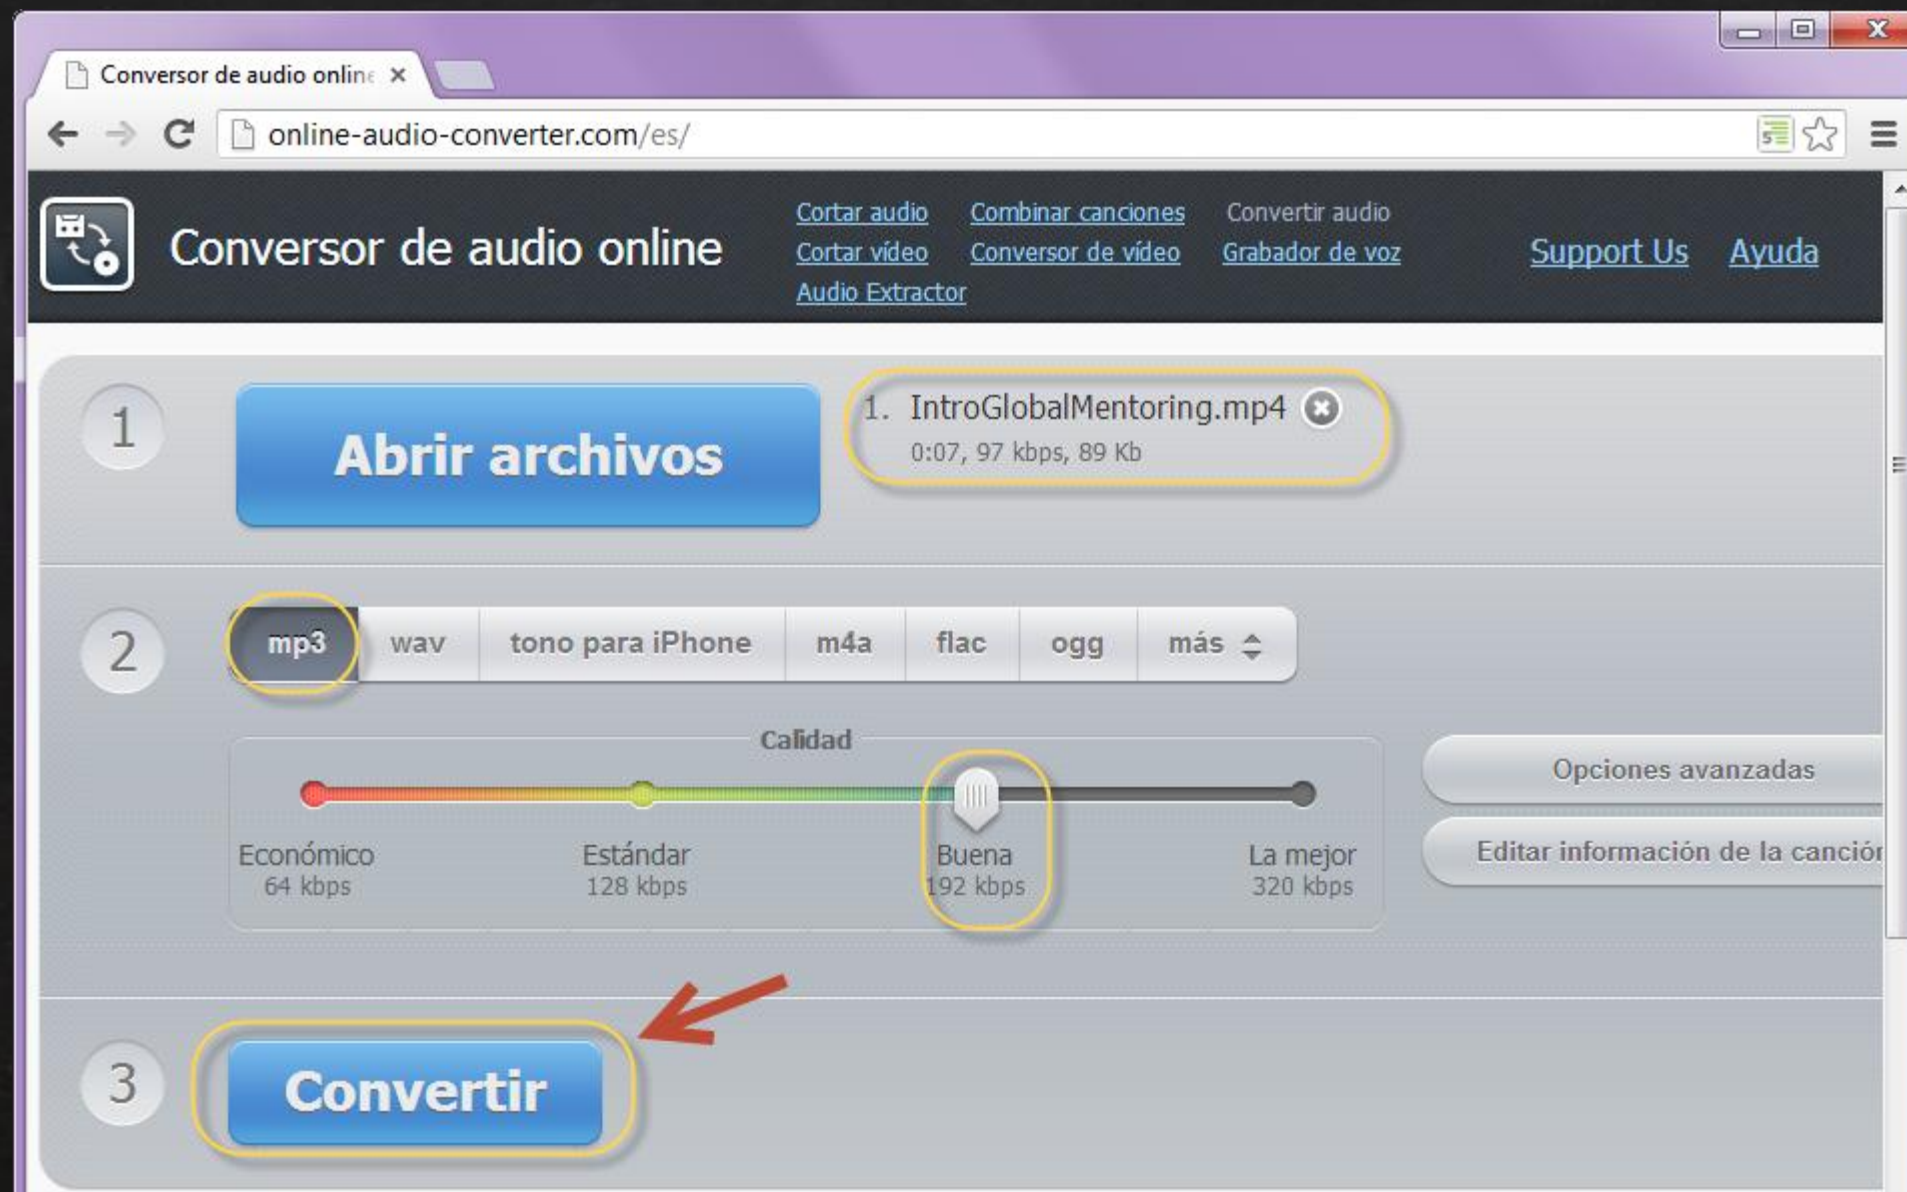 Conversor de audio online
online-audio-converter.com/es/
Conversor de audio online
Cortar audio Combinar canciones Convertir audio
Cortar vídeo Conversor de vídeo Grabador de voz
Audio Extractor
Support Us Ayuda
1
Abrir archivos
1. IntroGlobalMentoring.mp4
0:07, 97 kbps, 89 Kb
2
mp3 wav tono para iPhone m4a flac ogg más
Calidad
Económico Estándar Buena La mejor
64 kbps 128 kbps 192 kbps 320 kbps
Opciones avanzadas
Editar información de la canción
3
Convertir